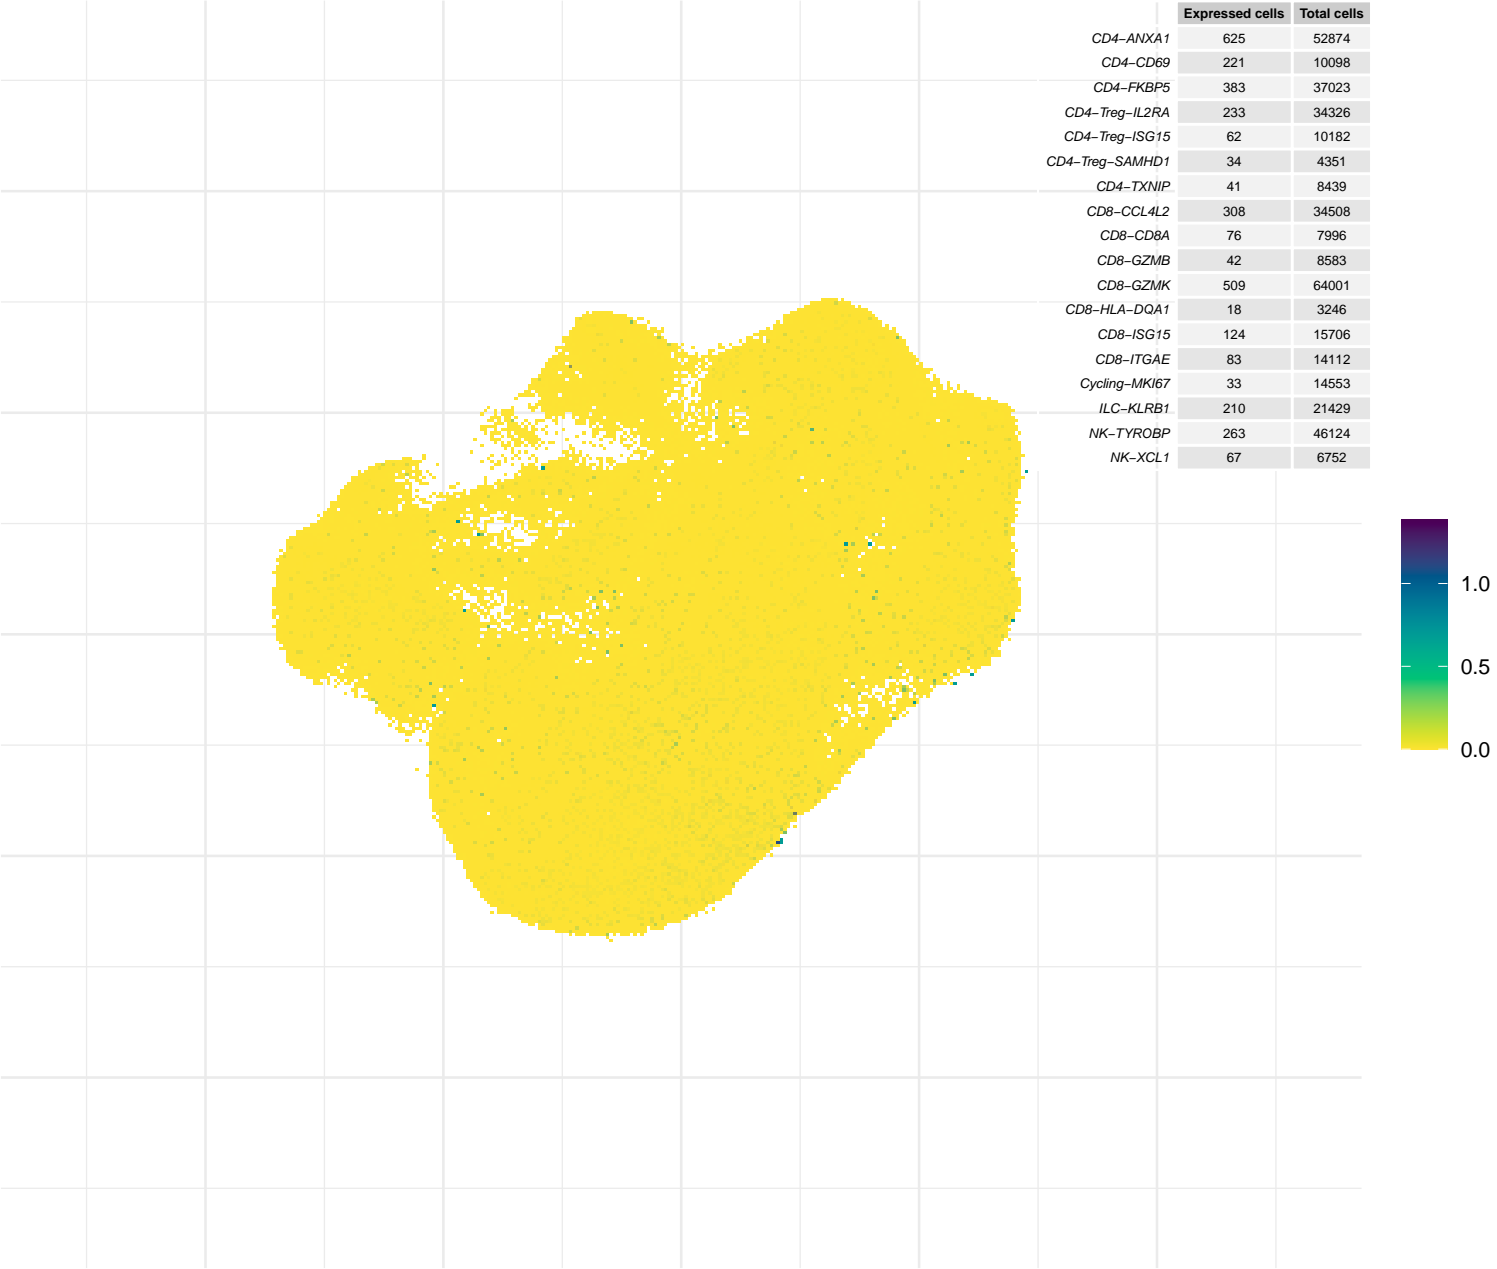 Expressed cells Total cells
CD4−ANXA1 625 52874
CD4−CD69 221 10098
CD4−FKBP5 383 37023
CD4−Treg−IL2RA 233 34326
CD4−Treg−ISG15 62 10182
CD4−Treg−SAMHD1 34 4351
CD4−TXNIP 41 8439
CD8−CCL4L2 308 34508
CD8−CD8A 76 7996
CD8−GZMB 42 8583
CD8−GZMK 509 64001
CD8−HLA−DQA1 18 3246
CD8−ISG15 124 15706
CD8−ITGAE 83 14112
Cycling−MKI67 33 14553
ILC−KLRB1 210 21429
NK−TYROBP 263 46124
NK−XCL1 67 6752
1.0
0.5
0.0